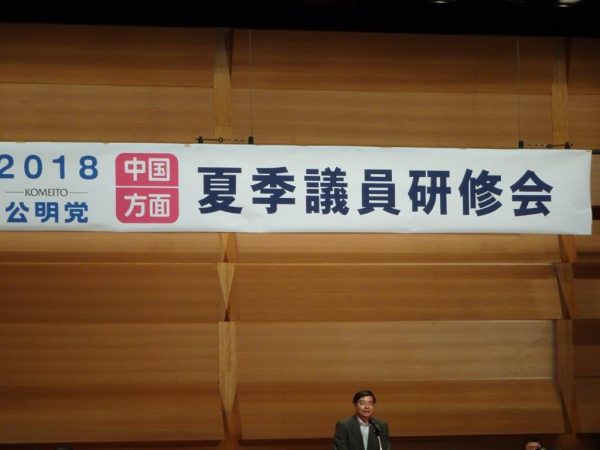 2018
KOMEITO
公明党
中国
方面
夏季議員研修会